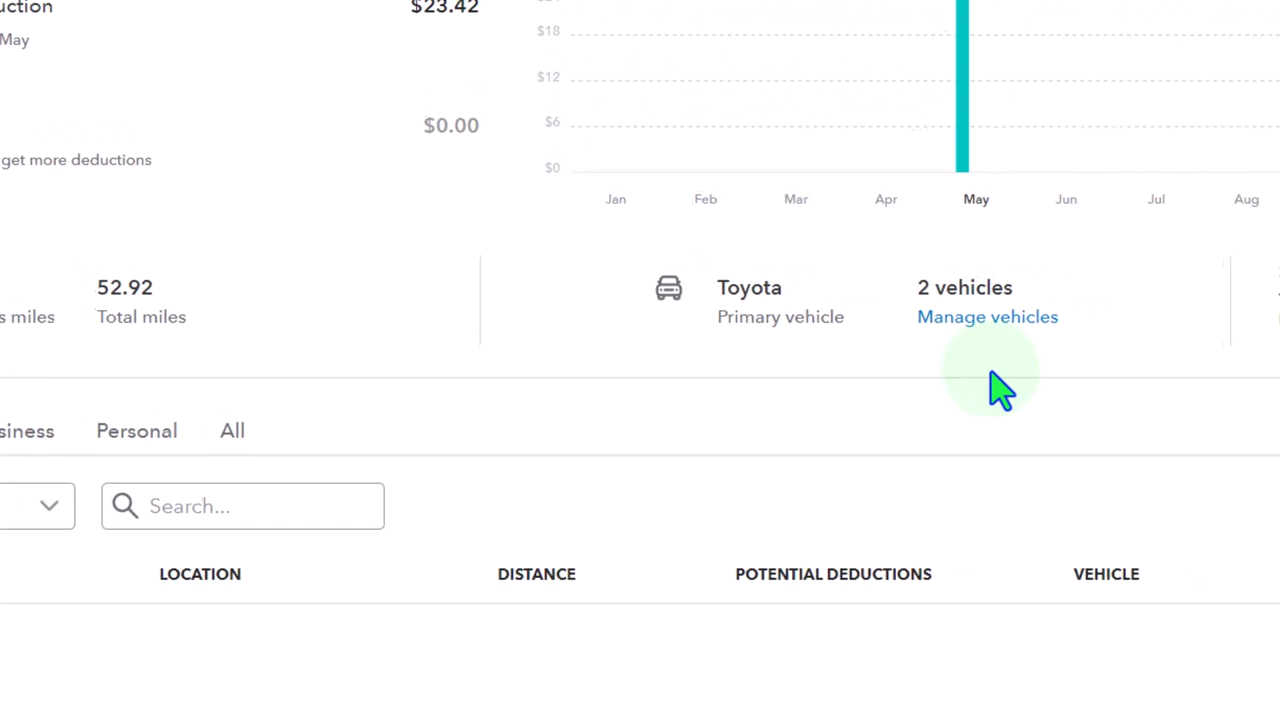 $23.42
May
$0.00
get more deductions
$18
$12
$6
$0
Jan Feb Mar Apr May Jun Jul Aug
miles
52.92
Total miles
Toyota
Primary vehicle
2 vehicles
Manage vehicles
Personal All
Search...
LOCATION DISTANCE POTENTIAL DEDUCTIONS VEHICLE